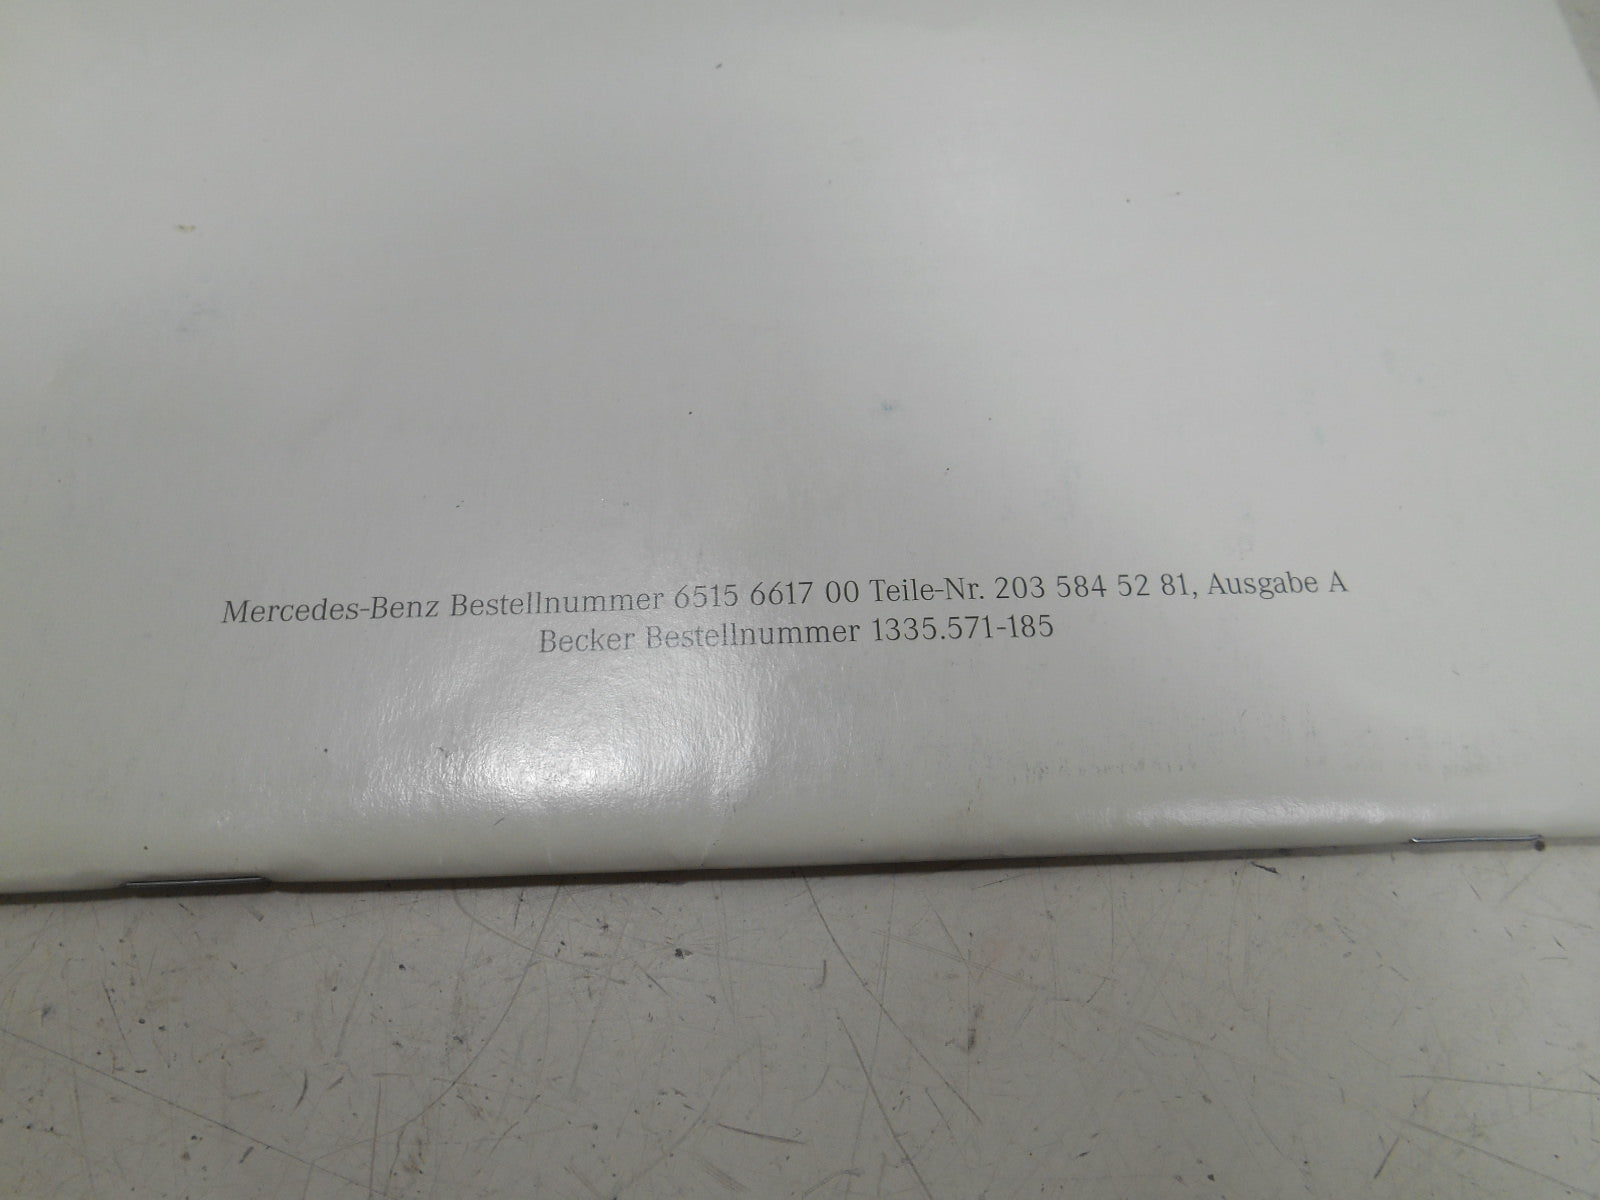 Mercedes-Benz Bestellnummer 6515 6617 00 Teile-Nr. 203 584 52 81, Ausgabe A
Becker Bestellnummer 1335.571-185